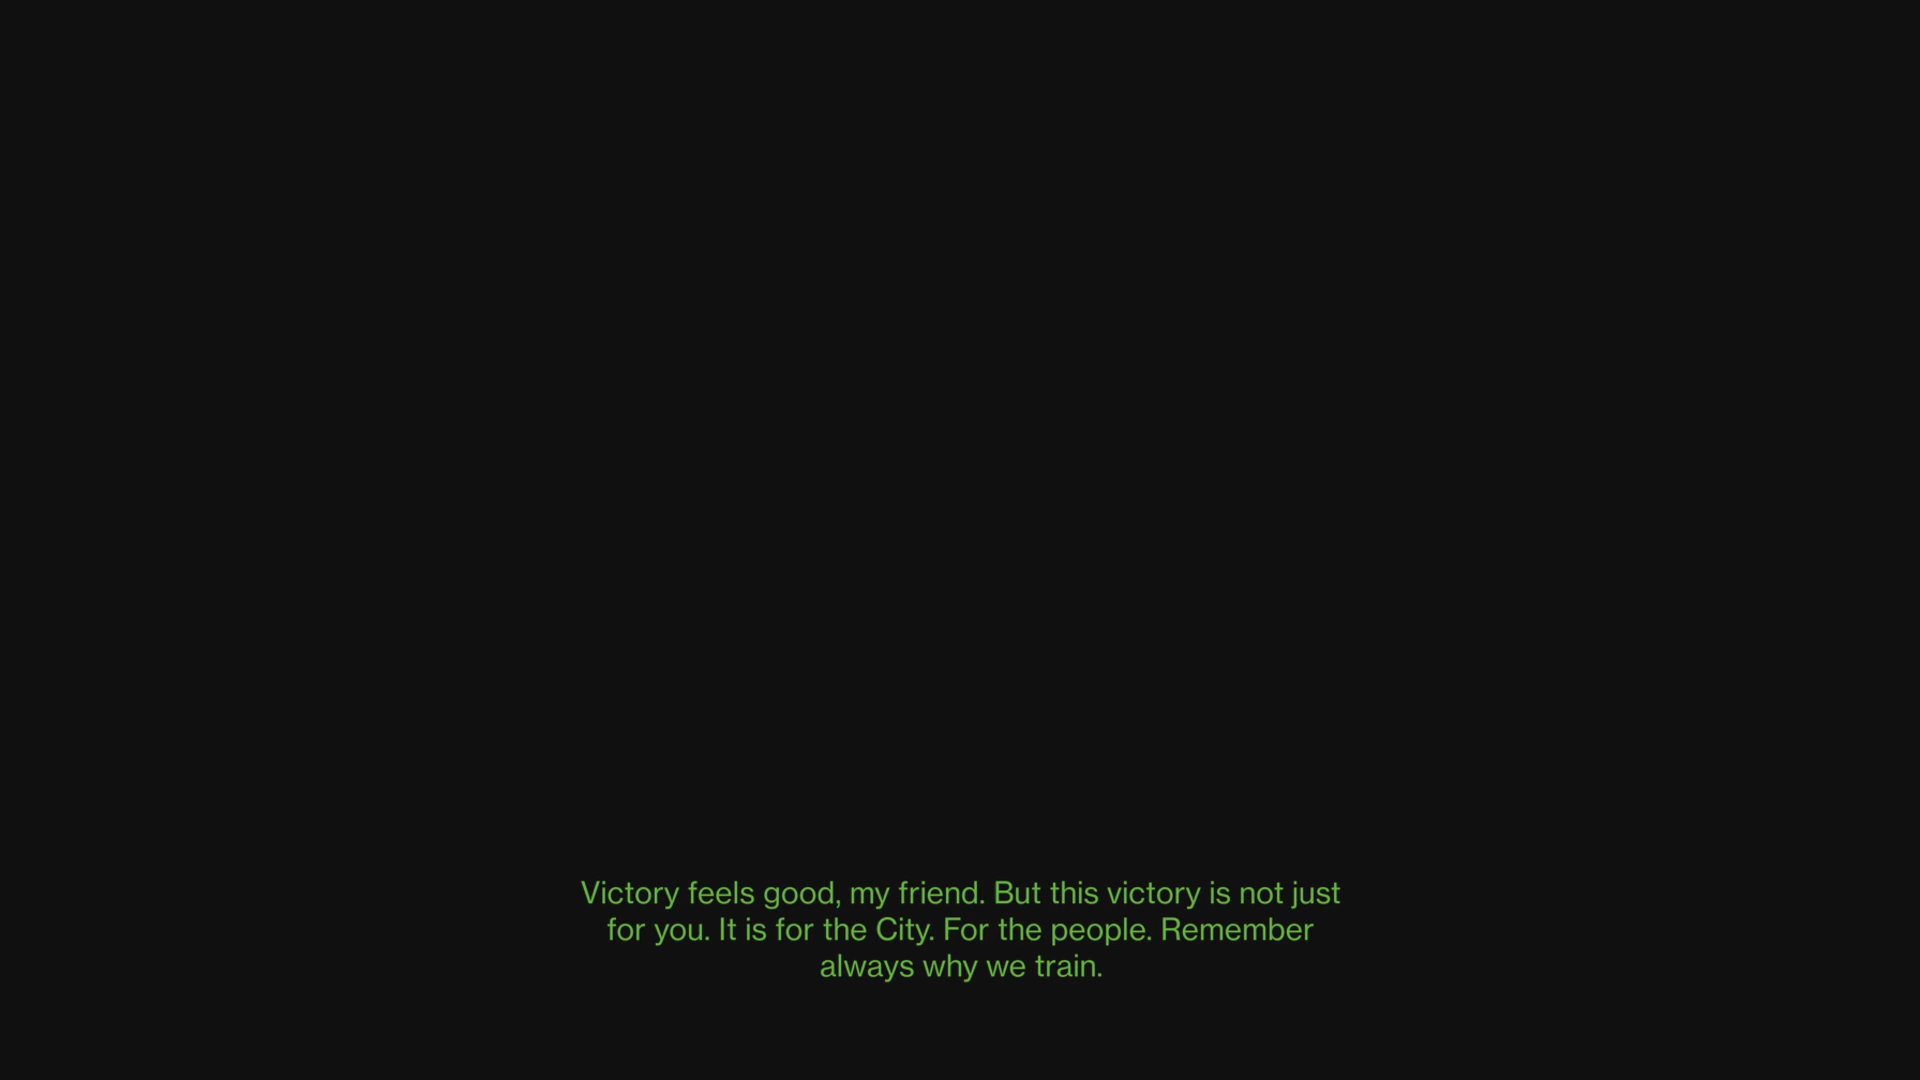 Victory feels good, my friend. But this victory is not just
for you. It is for the City. For the people. Remember
always why we train.